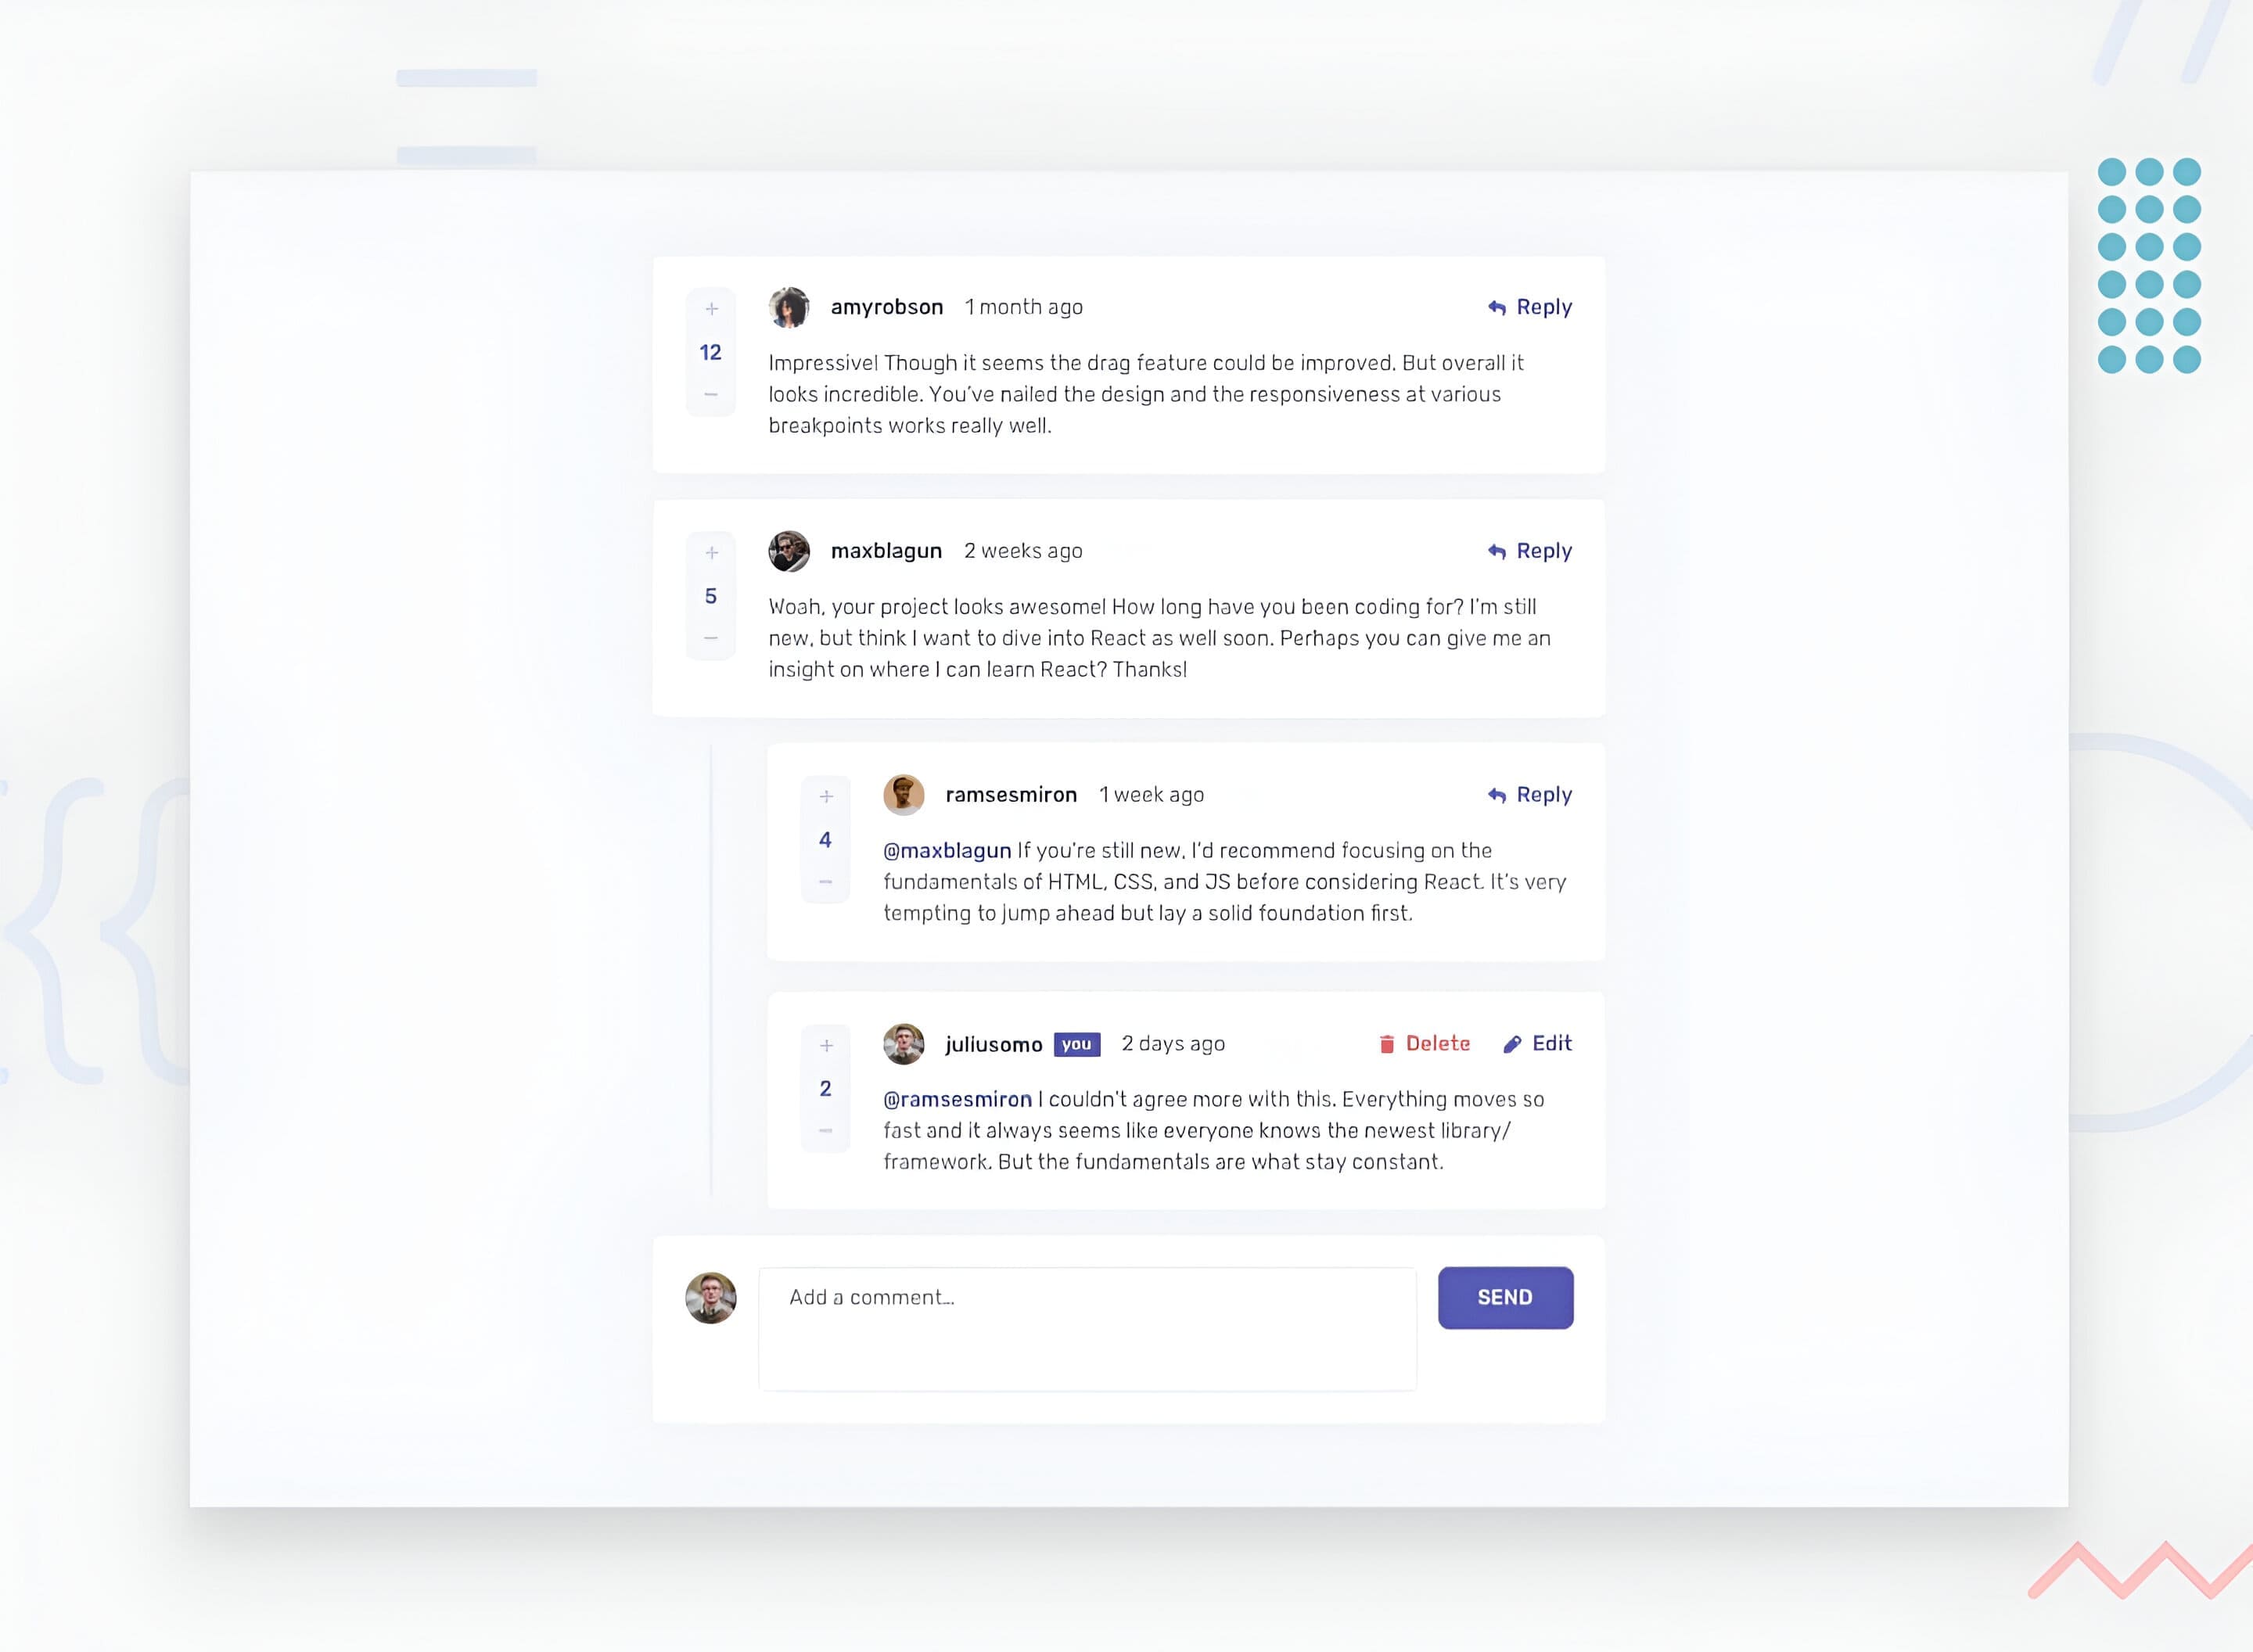 +
12
−
amyrobson 1 month ago
Reply
Impressive! Though it seems the drag feature could be improved. But overall it
looks incredible. You've nailed the design and the responsiveness at various
breakpoints works really well.
+
5
−
maxblagun 2 weeks ago
Reply
Woah, your project looks awesome! How long have you been coding for? I'm still
new, but think I want to dive into React as well soon. Perhaps you can give me an
insight on where I can learn React? Thanks!
+
4
−
ramsesmiron 1 week ago
Reply
@maxblagun If you're still new, I'd recommend focusing on the
fundamentals of HTML, CSS, and JS before considering React. It's very
tempting to jump ahead but lay a solid foundation first.
+
2
−
juliusomo you 2 days ago
Delete Edit
@ramsesmiron I couldn't agree more with this. Everything moves so
fast and it always seems like everyone knows the newest library/
framework. But the fundamentals are what stay constant.
Add a comment...
SEND